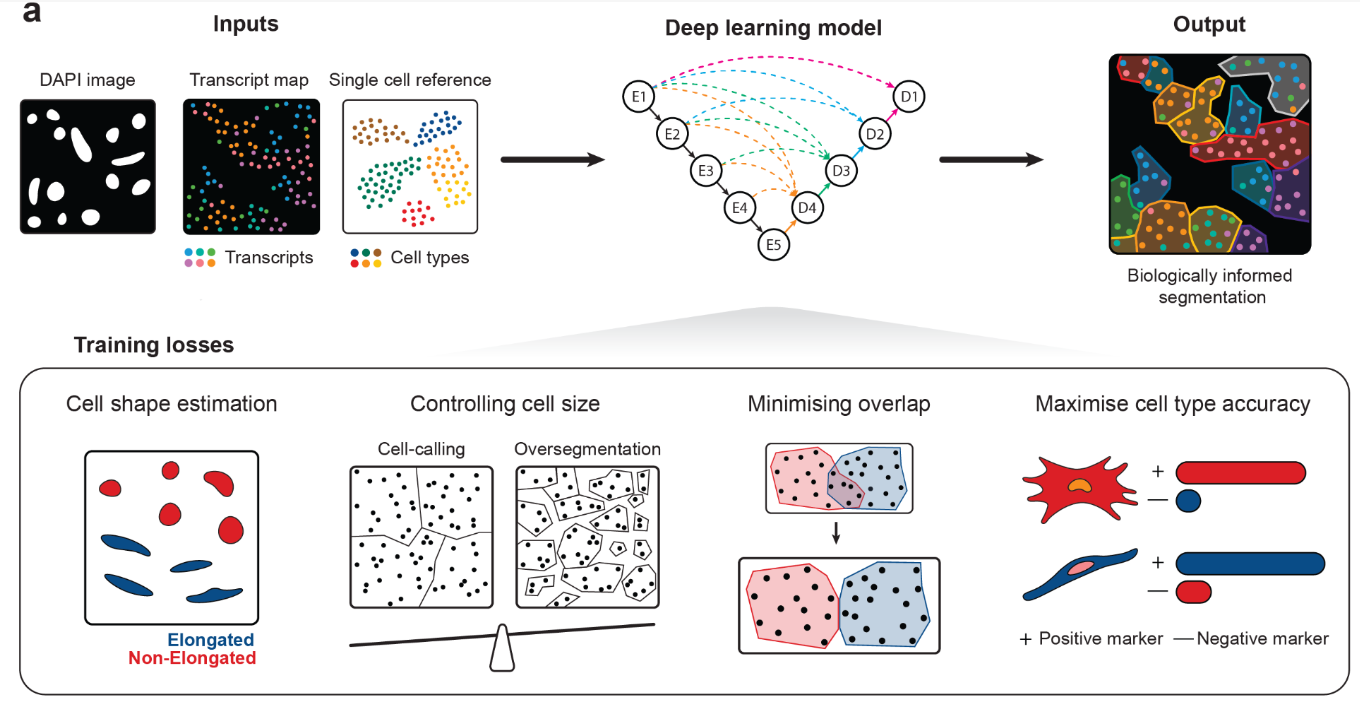 a
Inputs
Deep learning model
Output
DAPI image
Transcript map
Single cell reference
E1
D1
E2
D2
E3
D3
E4
D4
E5
Transcripts
Cell types
Biologically informed
segmentation
Training losses
Cell shape estimation
Controlling cell size
Minimising overlap
Maximise cell type accuracy
Cell-calling
Oversegmentation
+
—
+
—
Elongated
Non-Elongated
+ Positive marker — Negative marker